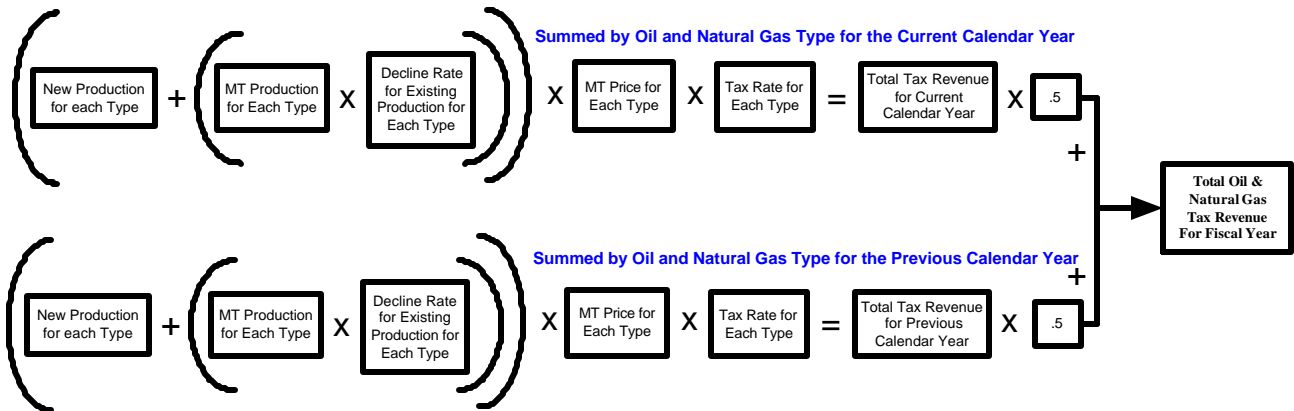 Summed by Oil and Natural Gas Type for the Current Calendar Year
New Production
for each Type
+
MT Production
for Each Type
X
Decline Rate
for Existing
Production for
Each Type
X
MT Price for
Each Type
X
Tax Rate for
Each Type
=
Total Tax Revenue
for Current
Calendar Year
X
.5
+
Total Oil &
Natural Gas
Tax Revenue
For Fiscal Year
Summed by Oil and Natural Gas Type for the Previous Calendar Year
+
New Production
for each Type
+
MT Production
for Each Type
X
Decline Rate
for Existing
Production for
Each Type
X
MT Price for
Each Type
X
Tax Rate for
Each Type
=
Total Tax Revenue
for Previous
Calendar Year
X
.5